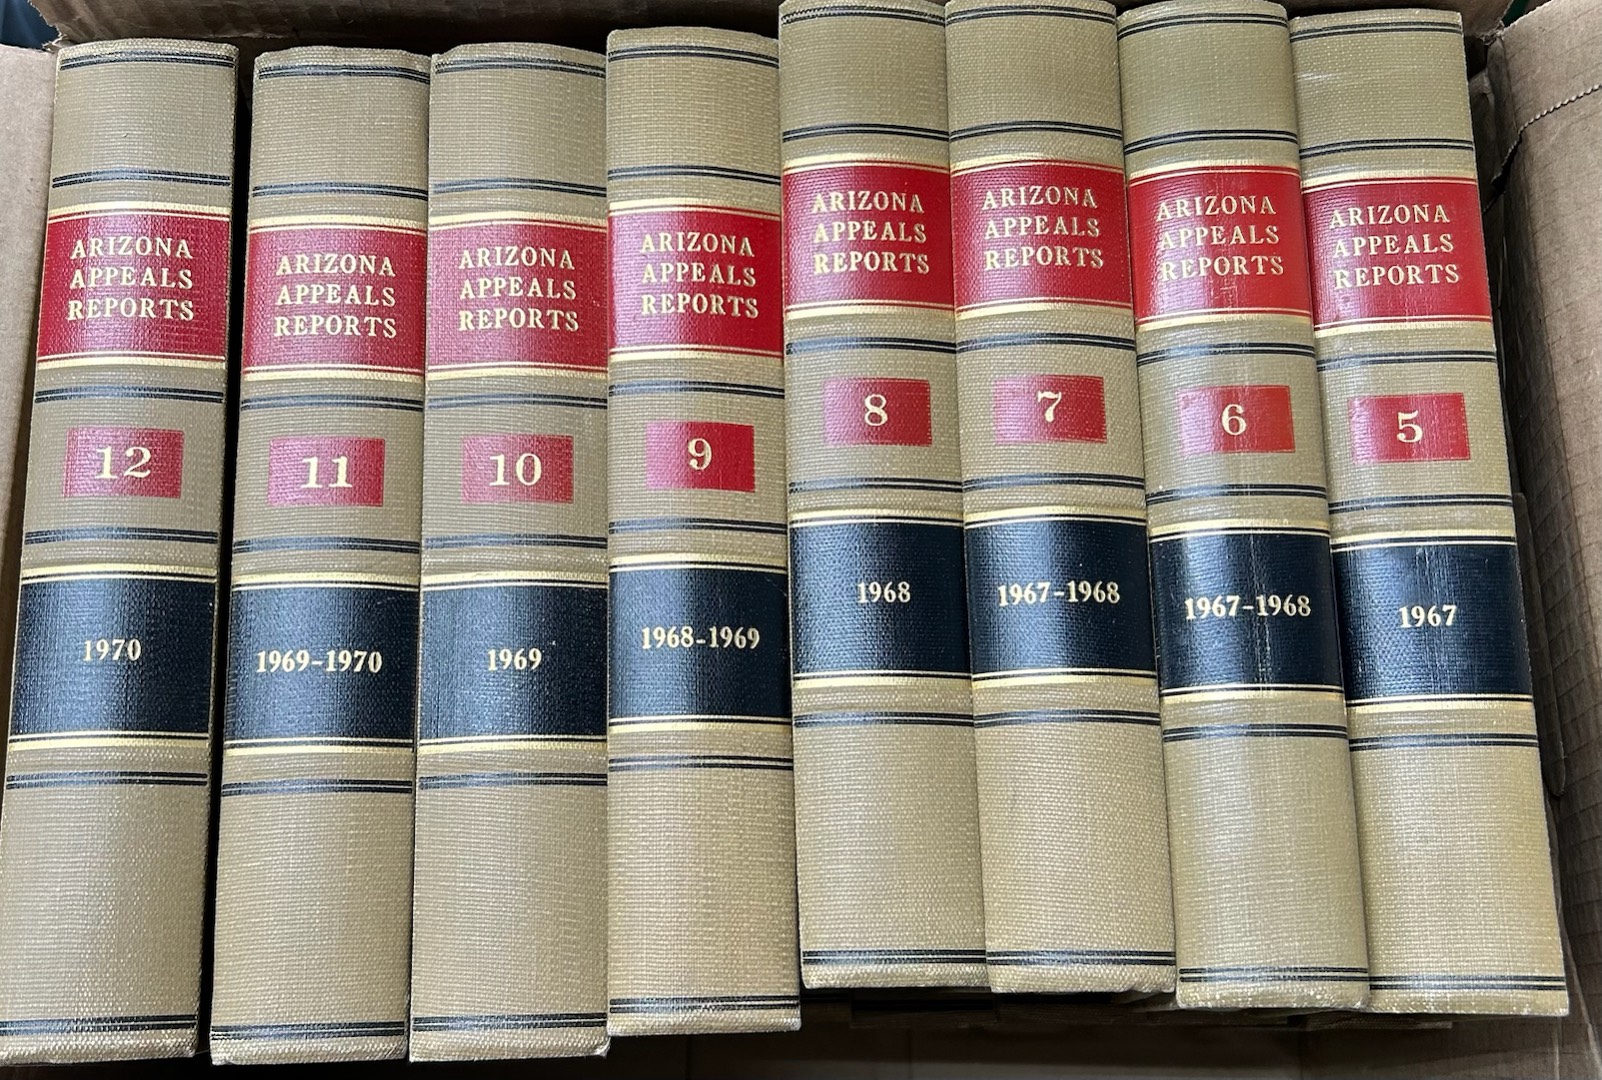 ARIZONA
APPEALS
REPORTS
12
1970
ARIZONA
APPEALS
REPORTS
11
1969-1970
ARIZONA
APPEALS
REPORTS
10
1969
ARIZONA
APPEALS
REPORTS
9
1968-1969
ARIZONA
APPEALS
REPORTS
8
1968
ARIZONA
APPEALS
REPORTS
7
1967-1968
ARIZONA
APPEALS
REPORTS
6
1967-1968
ARIZONA
APPEALS
REPORTS
5
1967